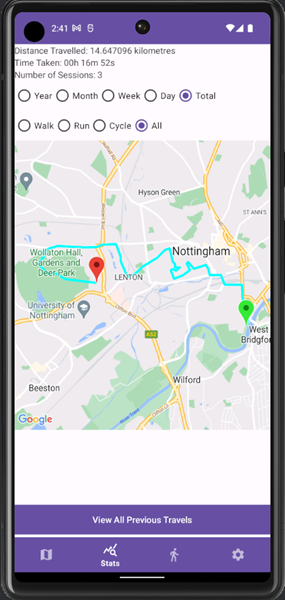 2:41
Distance Travelled: 14.647096 kilometres
Time Taken: 00h 16m 52s
Number of Sessions: 3
Year Month Week Day Total
Walk Run Cycle All
Hyson Green
ST ANN'S
Wollaton Hall,
Gardens and
Deer Park
Nottingham
LENTON
University of
Nottingham
West
Bridgfor
A52
Beeston
Wilford
Google
View All Previous Travels
Stats